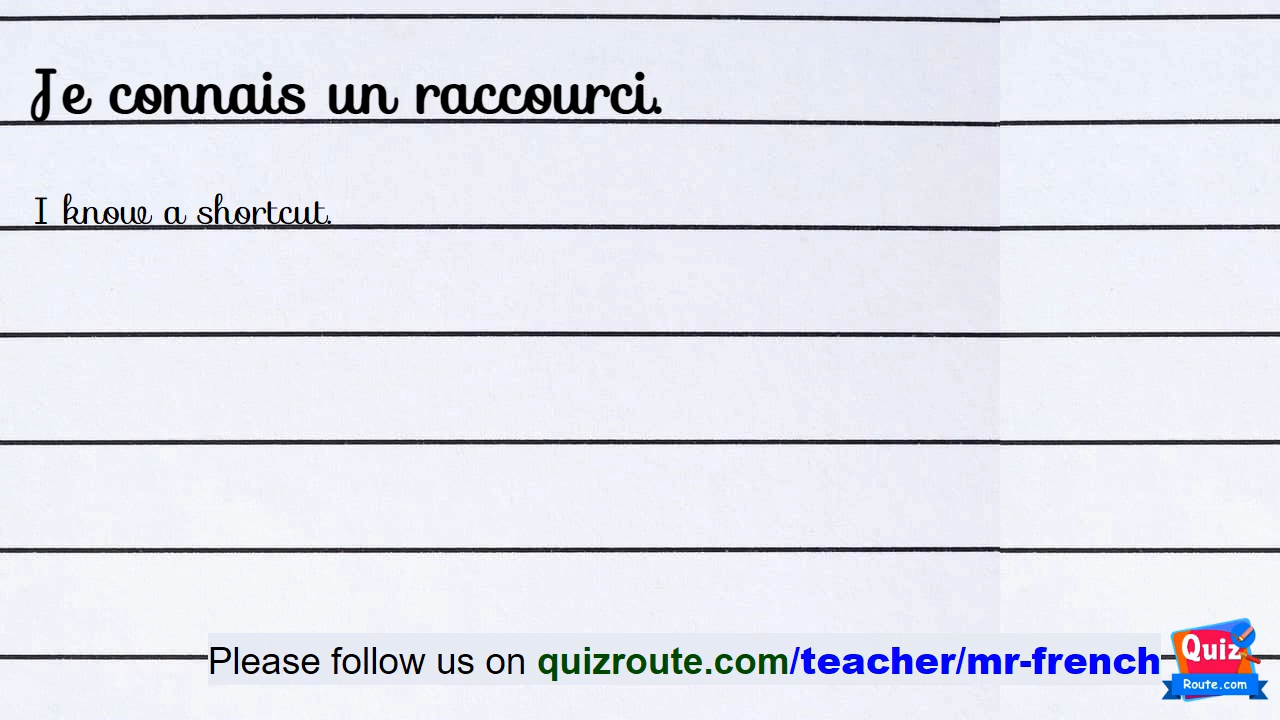 Je connais un raccourci.
I know a shortcut.
Please follow us on quizroute.com/teacher/mr-french
Quiz
Route.com